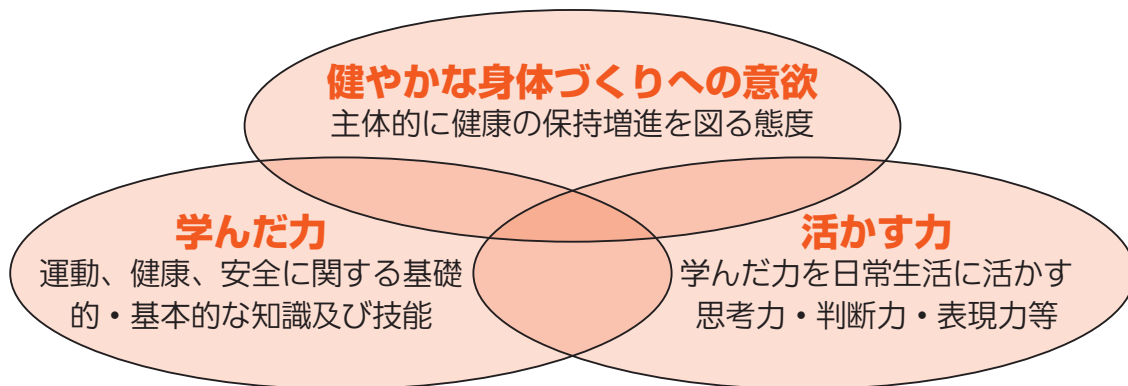 健やかな身体づくりへの意欲
主体的に健康の保持増進を図る態度
学んだ力
運動、健康、安全に関する基礎
的・基本的な知識及び技能
活かす力
学んだ力を日常生活に活かす
思考力・判断力・表現力等